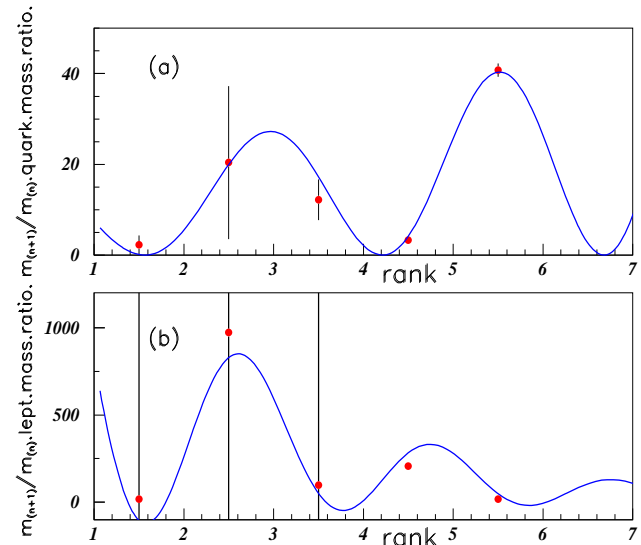 m(n+1)/m(n).quark.mass.ratio.
(a)
40
20
0
1 2 3 4 5 6 7
rank
m(n+1)/m(n).lept.mass.ratio.
(b)
1000
500
0
1 2 3 4 5 6 7
rank